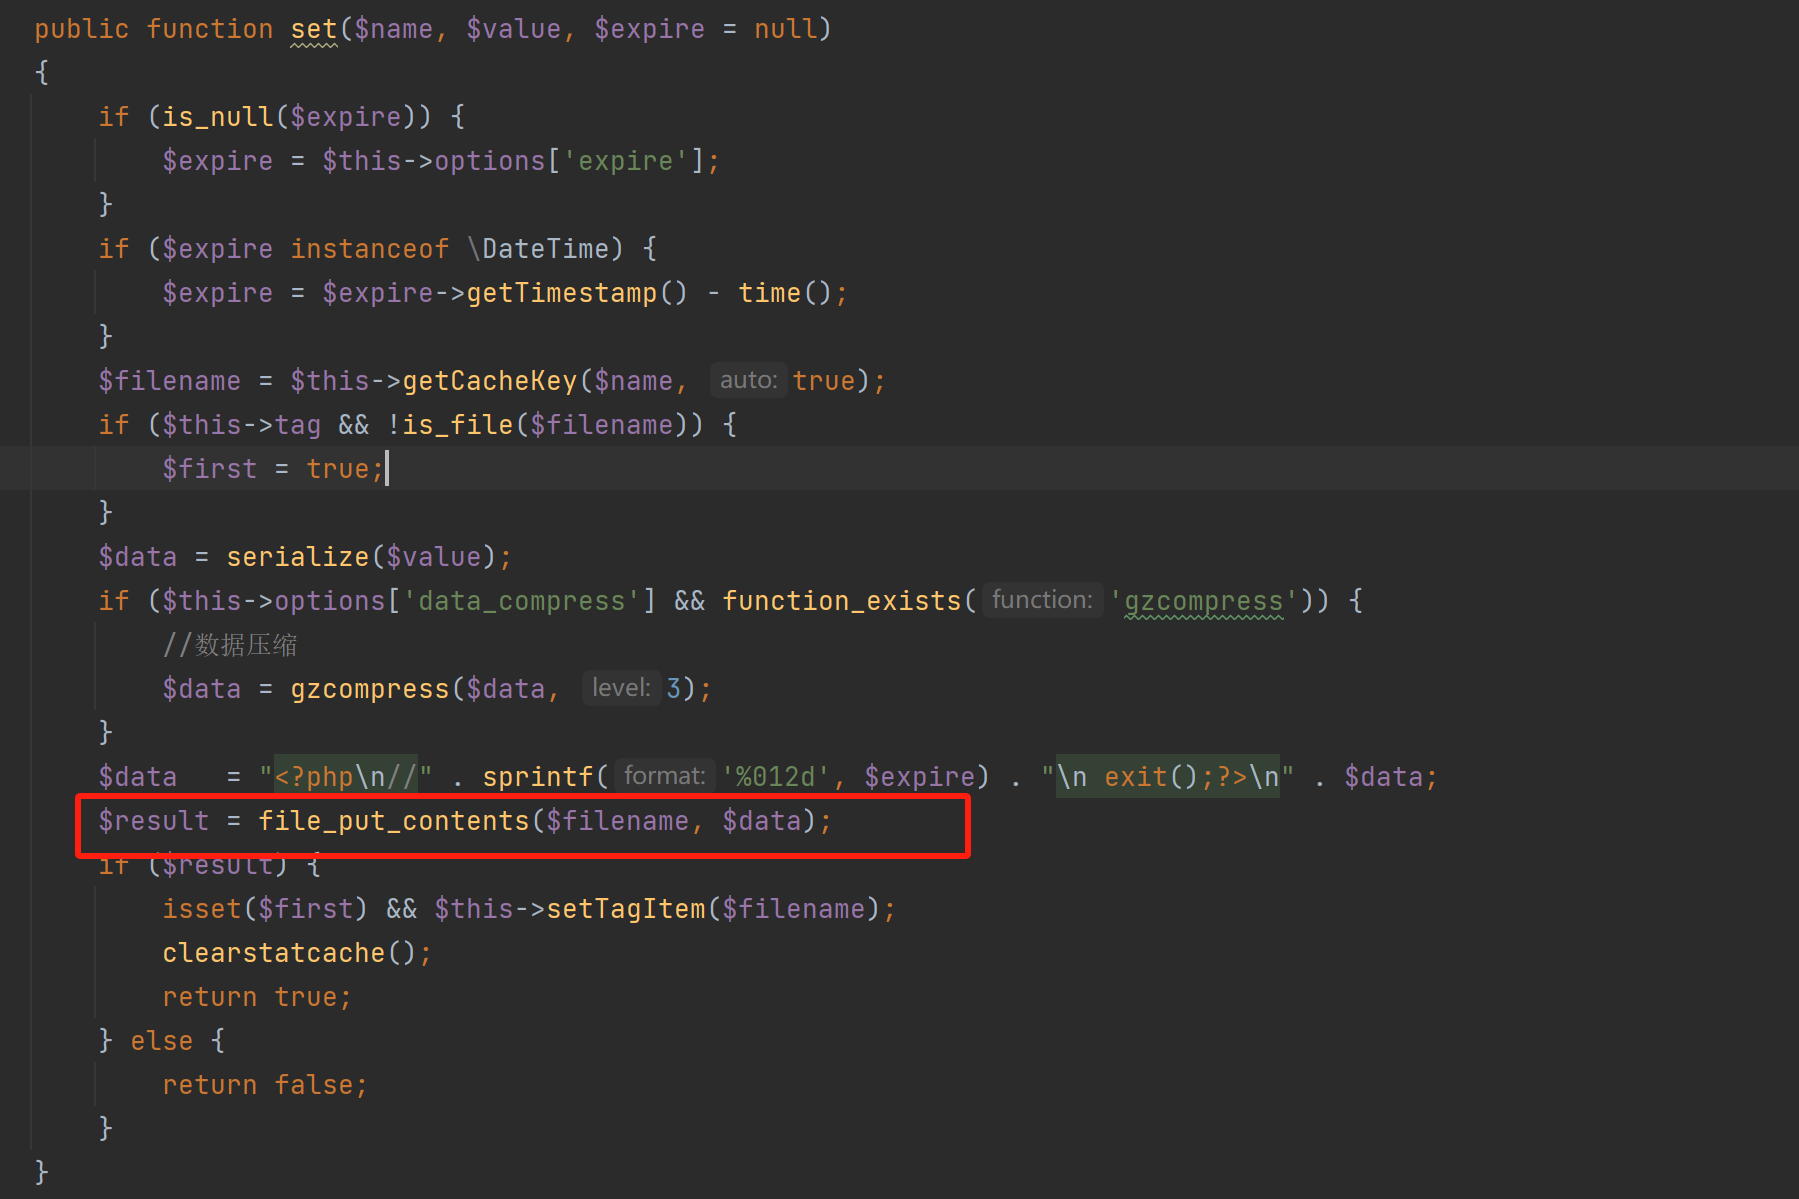 public function set($name, $value, $expire = null)
{
    if (is_null($expire)) {
        $expire = $this->options['expire'];
    }
    if ($expire instanceof \DateTime) {
        $expire = $expire->getTimestamp() - time();
    }
    $filename = $this->getCacheKey($name, auto: true);
    if ($this->tag && !is_file($filename)) {
        $first = true;
    }
    $data = serialize($value);
    if ($this->options['data_compress'] && function_exists( function: 'gzcompress')) {
        //数据压缩
        $data = gzcompress($data, level: 3);
    }
    $data   = "<?php\n//" . sprintf( format: '%012d', $expire) . "\n exit();?>\n" . $data;
    $result = file_put_contents($filename, $data);
    if ($result) {
        isset($first) && $this->setTagItem($filename);
        clearstatcache();
        return true;
    } else {
        return false;
    }
}